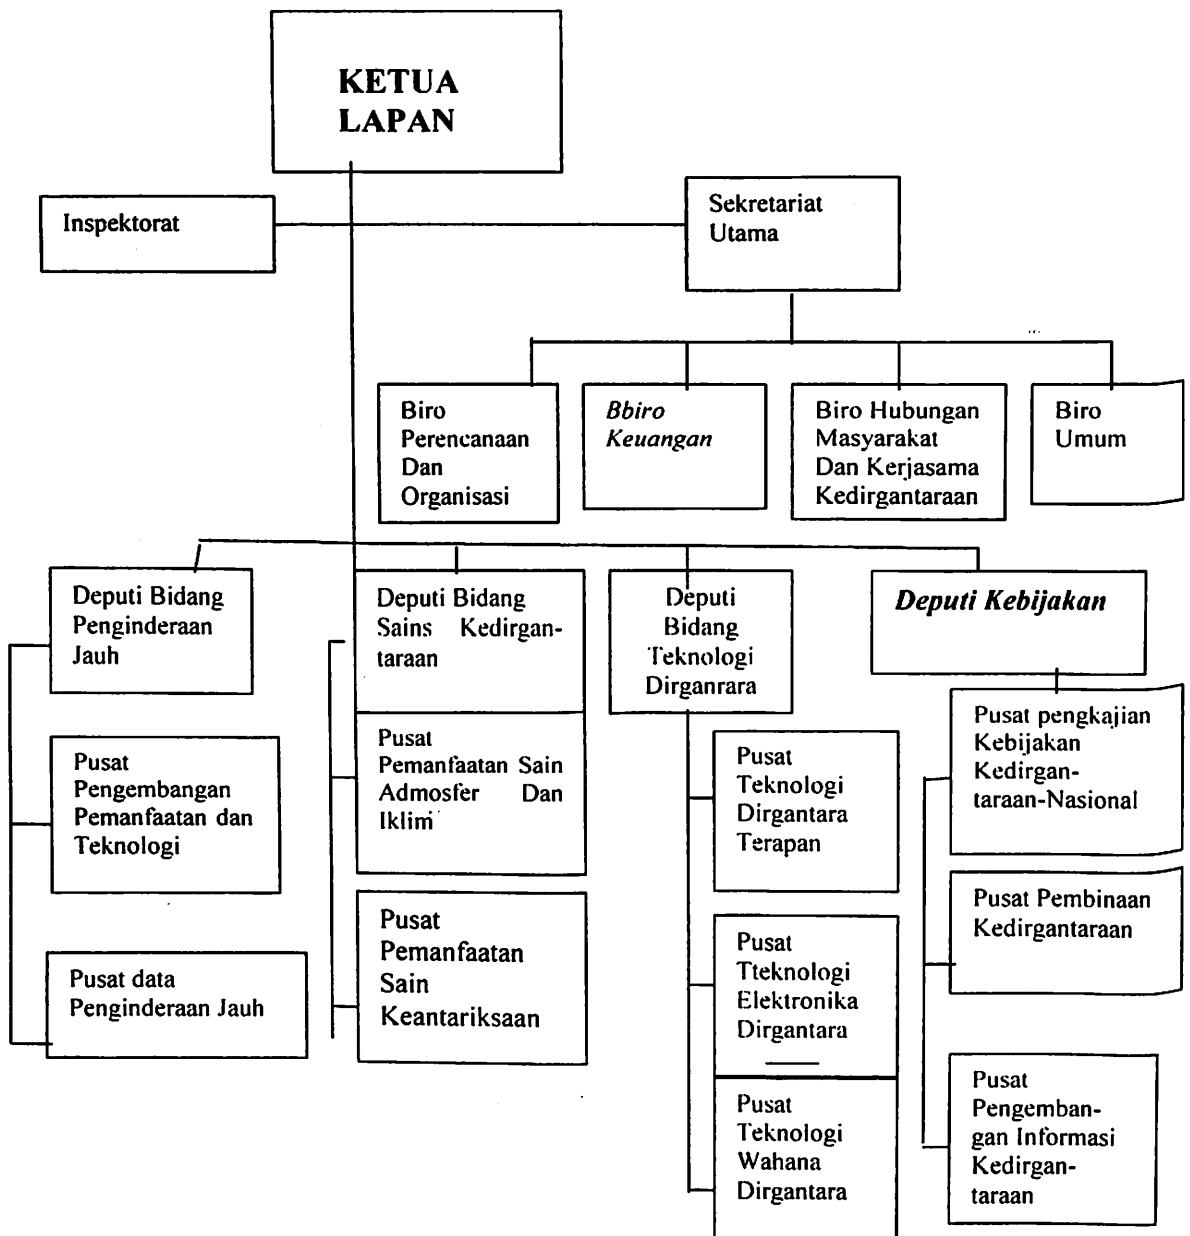 KETUA
LAPAN
Inspektorat
Sekretariat
Utama
Biro
Perencanaan
Dan
Organisasi
Bbiro
Keuangan
Biro Hubungan
Masyarakat
Dan Kerjasama
Kedirgantaraan
Biro
Umum
Deputi Bidang
Penginderaan
Jauh
Deputi Bidang
Sains Kedirgan-
taraan
Deputi
Bidang
Teknologi
Dirganrara
Deputi Kebijakan
Pusat
Pengembangan
Pemanfaatan dan
Teknologi
Pusat data
Penginderaan Jauh
Pusat
Pemanfaatan Sain
Admosfer Dan
Iklim
Pusat
Pemanfaatan
Sain
Keantariksaan
Pusat
Teknologi
Dirgantara
Terapan
Pusat
Tteknologi
Elektronika
Dirgantara
Pusat
Teknologi
Wahana
Dirgantara
Pusat pengkajian
Kebijakan
Kedirgan-
taraan-Nasional
Pusat Pembinaan
Kedirgantaraan
Pusat
Pengemban-
gan Informasi
Kedirgan-
taraan